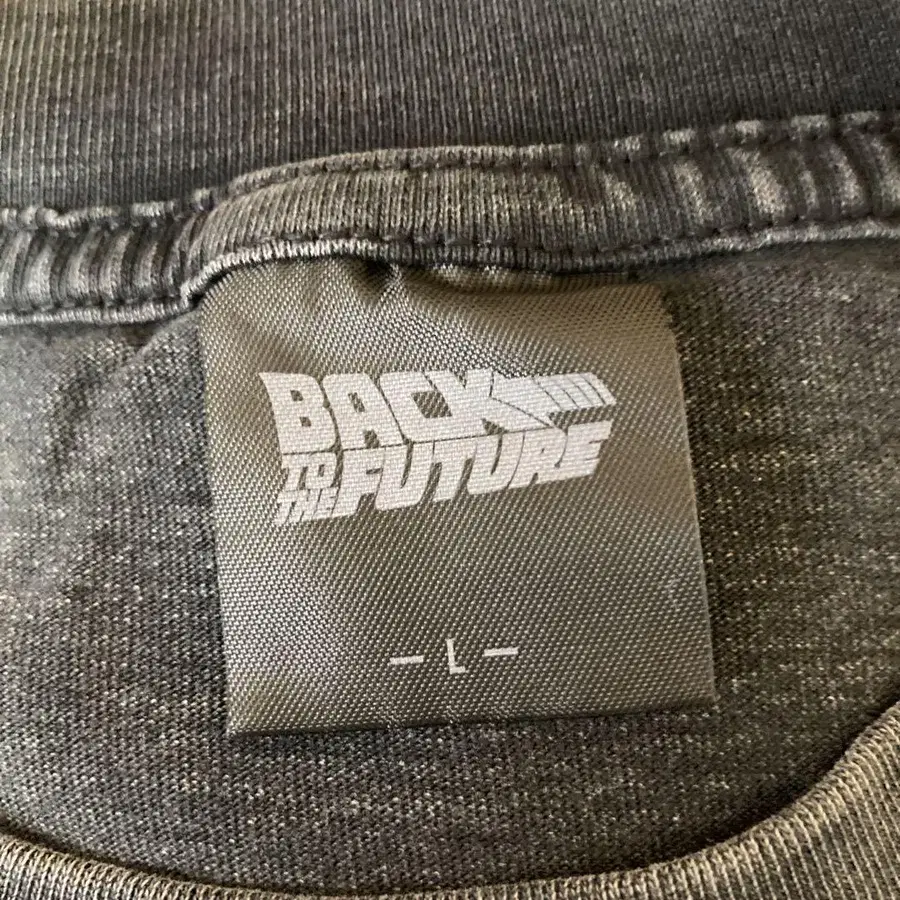 BACK
TO THE FUTURE
- L -